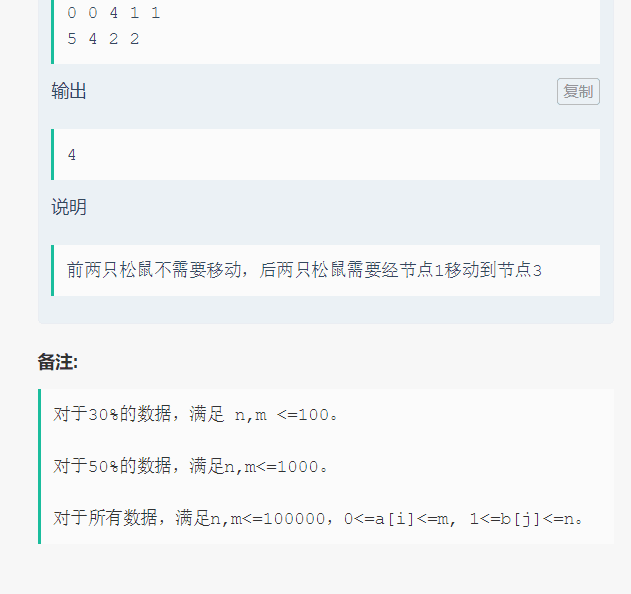 0 0 4 1 1
5 4 2 2
输出
复制
4
说明
前两只松鼠不需要移动，后两只松鼠需要经节点1移动到节点3
备注:
对于30%的数据，满足 n,m <=100。
对于50%的数据，满足n,m<=1000。
对于所有数据，满足n,m<=100000，0<=a[i]<=m, 1<=b[j]<=n。